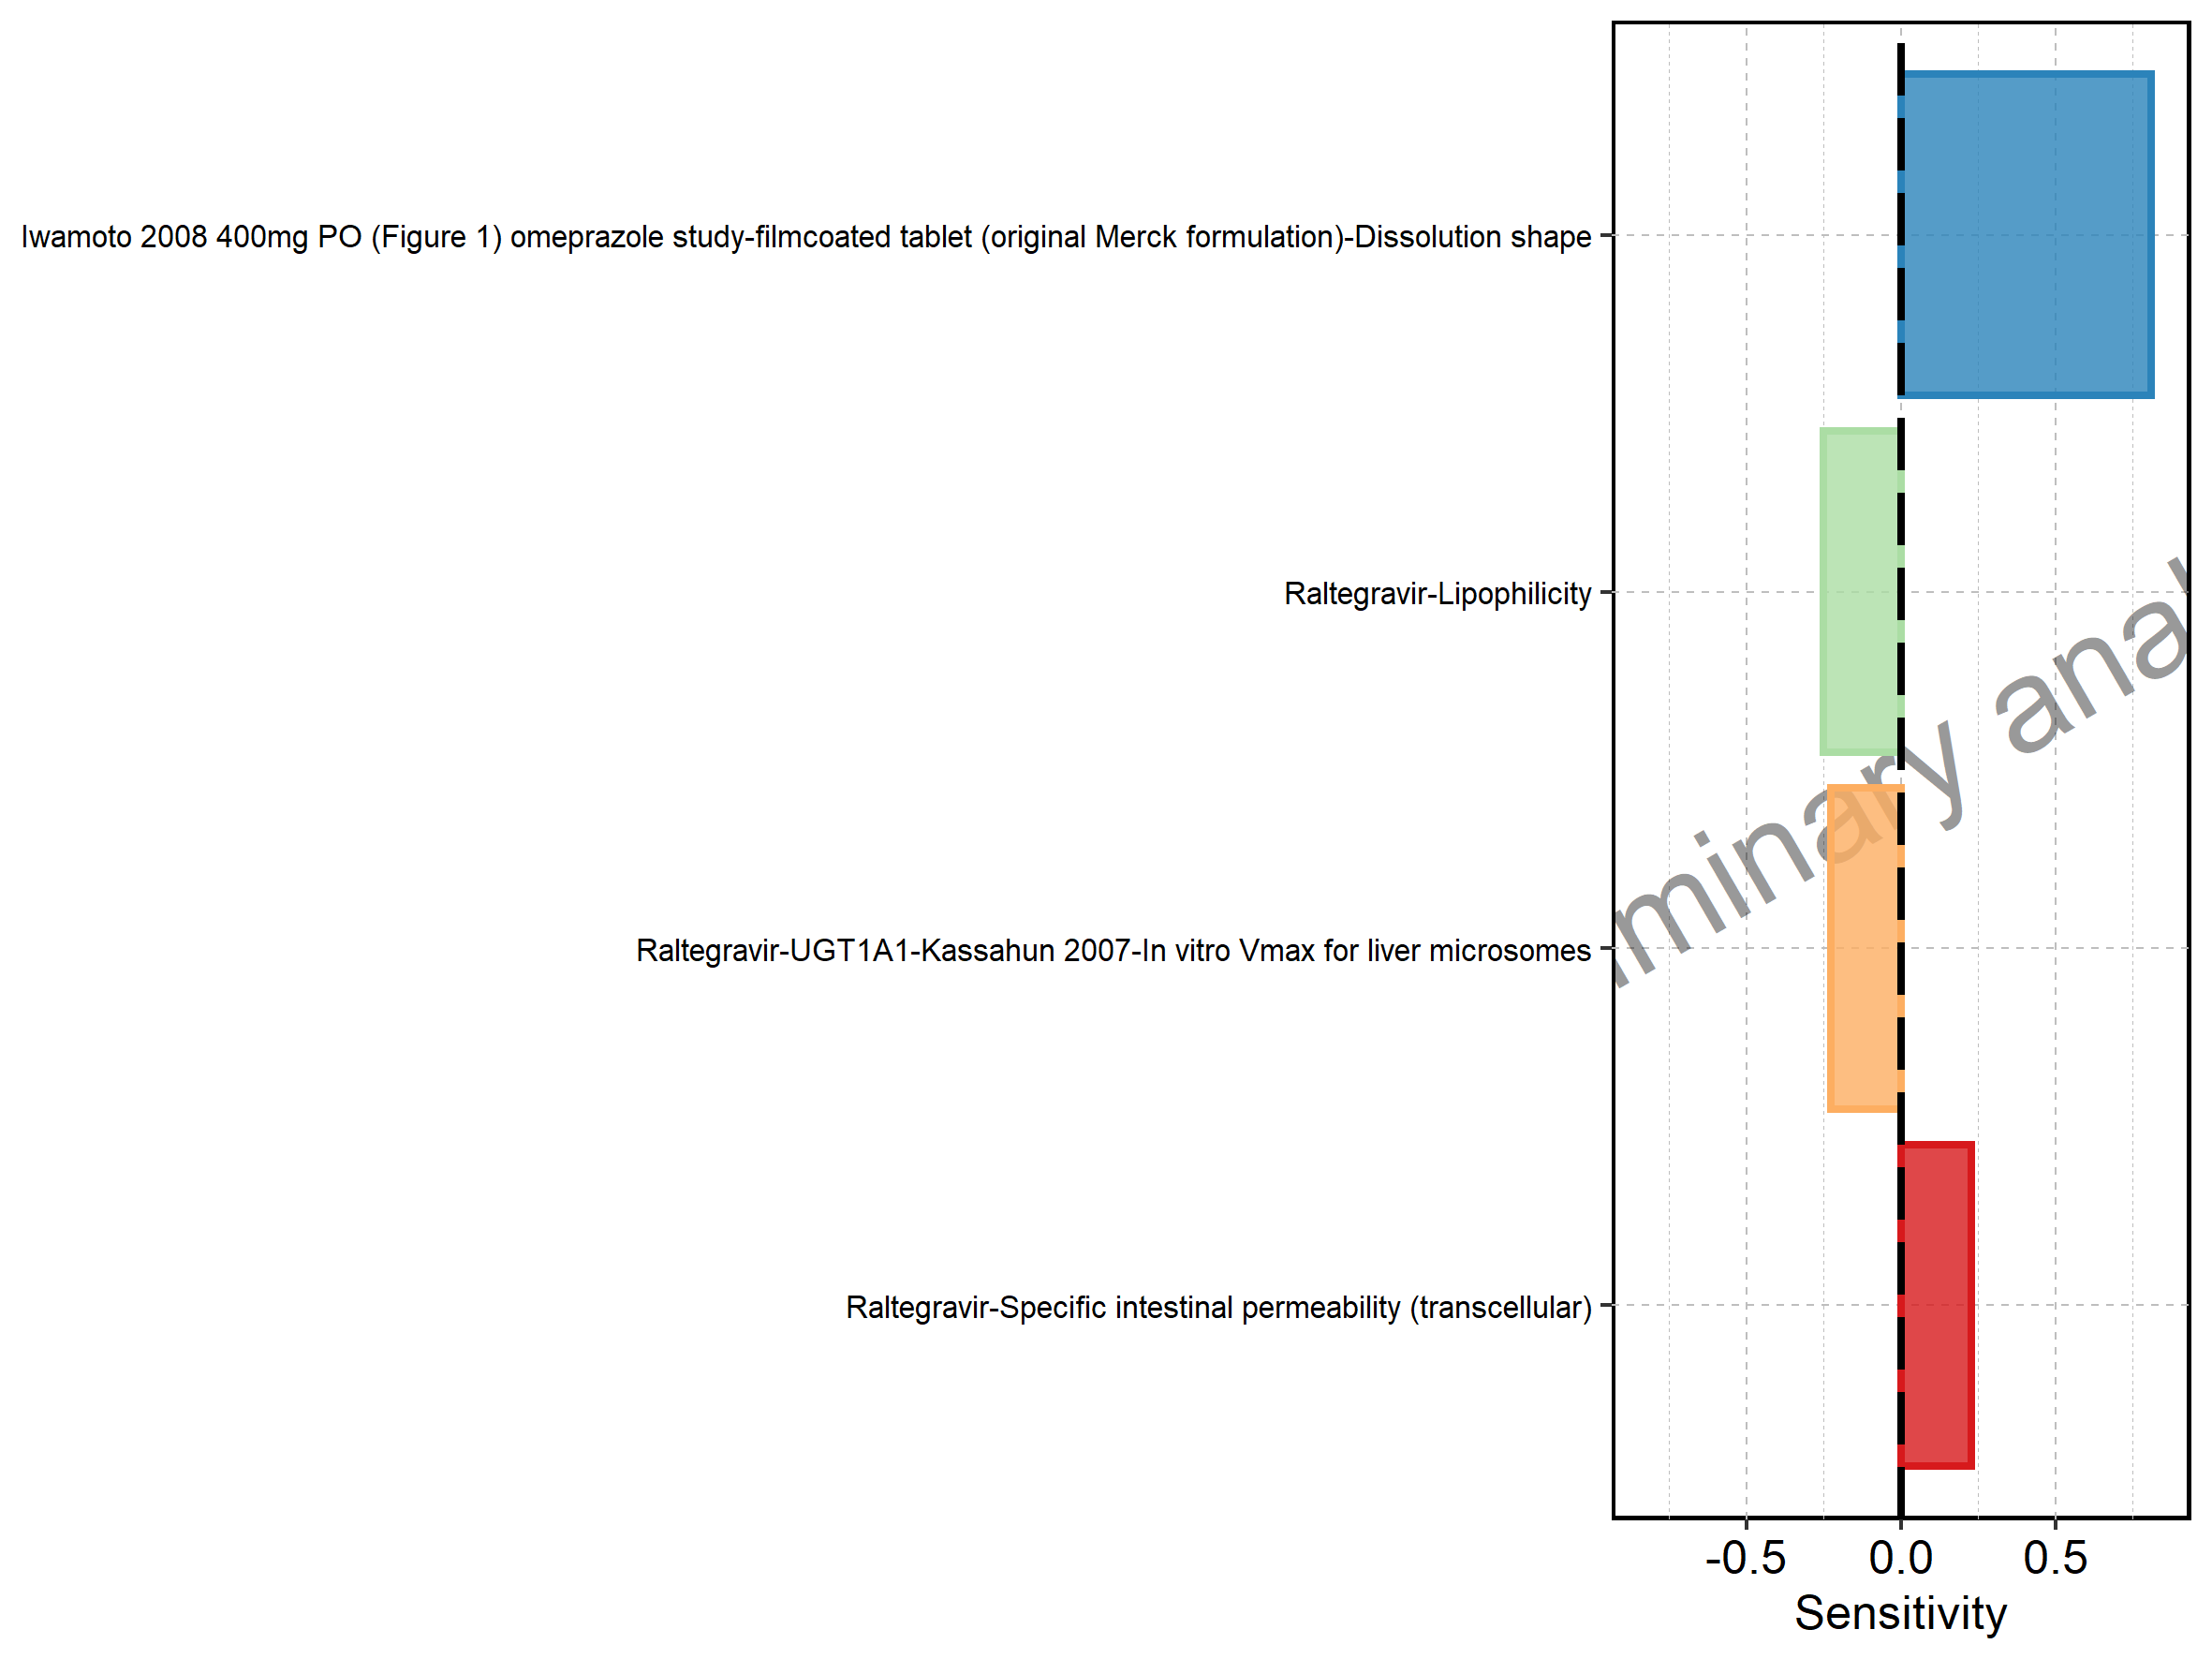 Iwamoto 2008 400mg PO (Figure 1) omeprazole study-filmcoated tablet (original Merck formulation)-Dissolution shape
Raltegravir-Lipophilicity
minary anal
Raltegravir-UGT1A1-Kassahun 2007-In vitro Vmax for liver microsomes
Raltegravir-Specific intestinal permeability (transcellular)
-0.5 0.0 0.5
Sensitivity